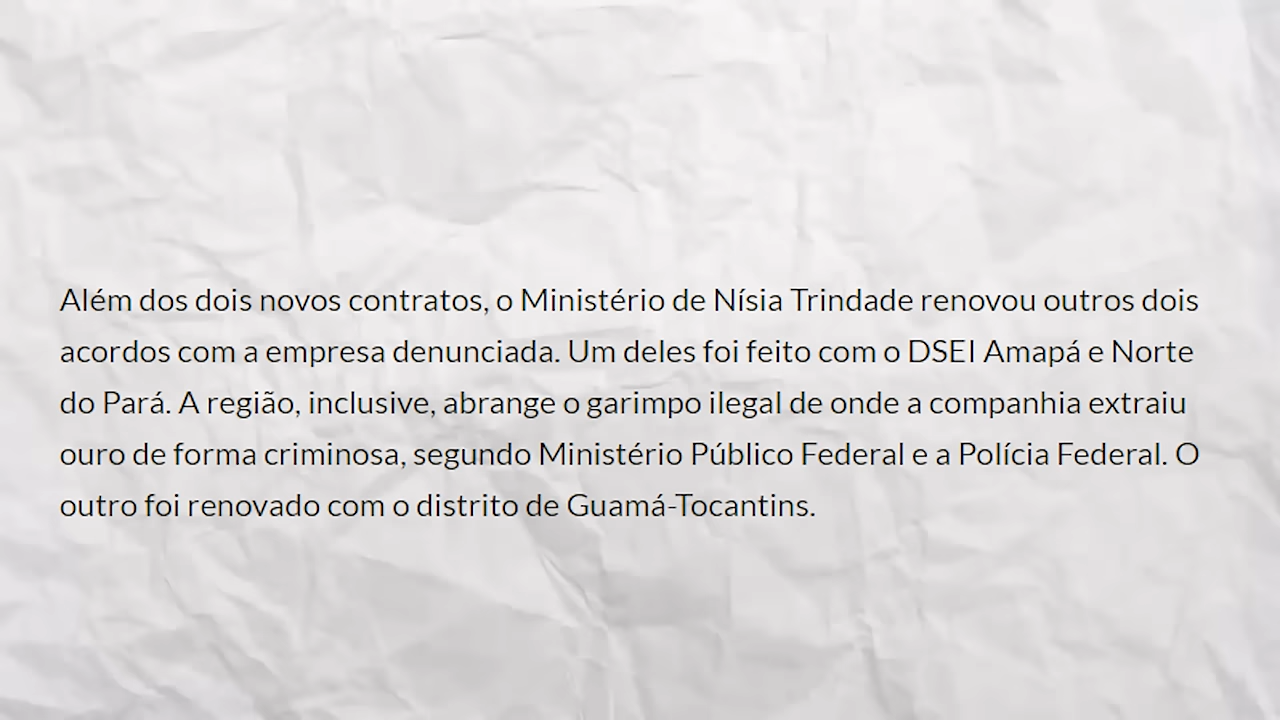 Além dos dois novos contratos, o Ministério de Nísia Trindade renovou outros dois
acordos com a empresa denunciada. Um deles foi feito com o DSEI Amapá e Norte
do Pará. A região, inclusive, abrange o garimpo ilegal de onde a companhia extraiu
ouro de forma criminosa, segundo Ministério Público Federal e a Polícia Federal. O
outro foi renovado com o distrito de Guamá-Tocantins.